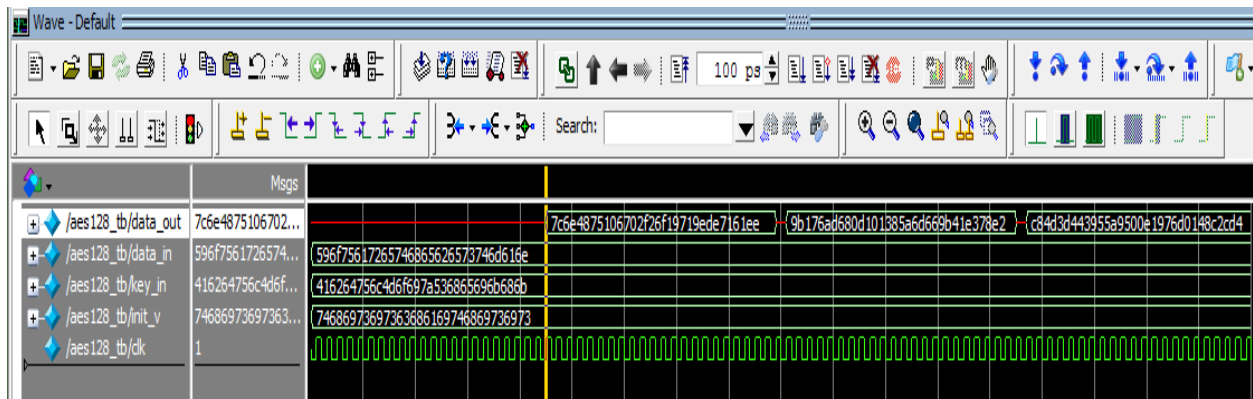 Wave - Default
100 ps
Search:
Msgs
/aes128_tb/data_out 7c6e4875106702... 7c6e4875106702f26f19719ede7161ee 9b176ad680d101385a6d669b41e378e2 c84d3d443955a9500e1976d0148c2cd4
/aes128_tb/data_in 596f7561726574... 596f75617265746865626573746d616e
/aes128_tb/key_in 416264756c4d6f... 416264756c4d6f697a536865696b686b
/aes128_tb/init_v 74686973697363... 74686973697363686169746869736973
/aes128_tb/clk 1